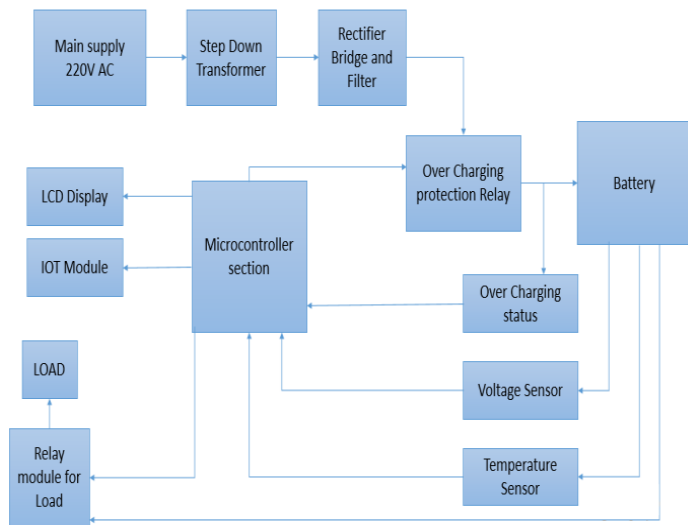 Main supply
220V AC
Step Down
Transformer
Rectifier
Bridge and
Filter
Over Charging
protection Relay
Battery
LCD Display
Microcontroller
section
IOT Module
Over Charging
status
LOAD
Voltage Sensor
Relay
module for
Load
Temperature
Sensor